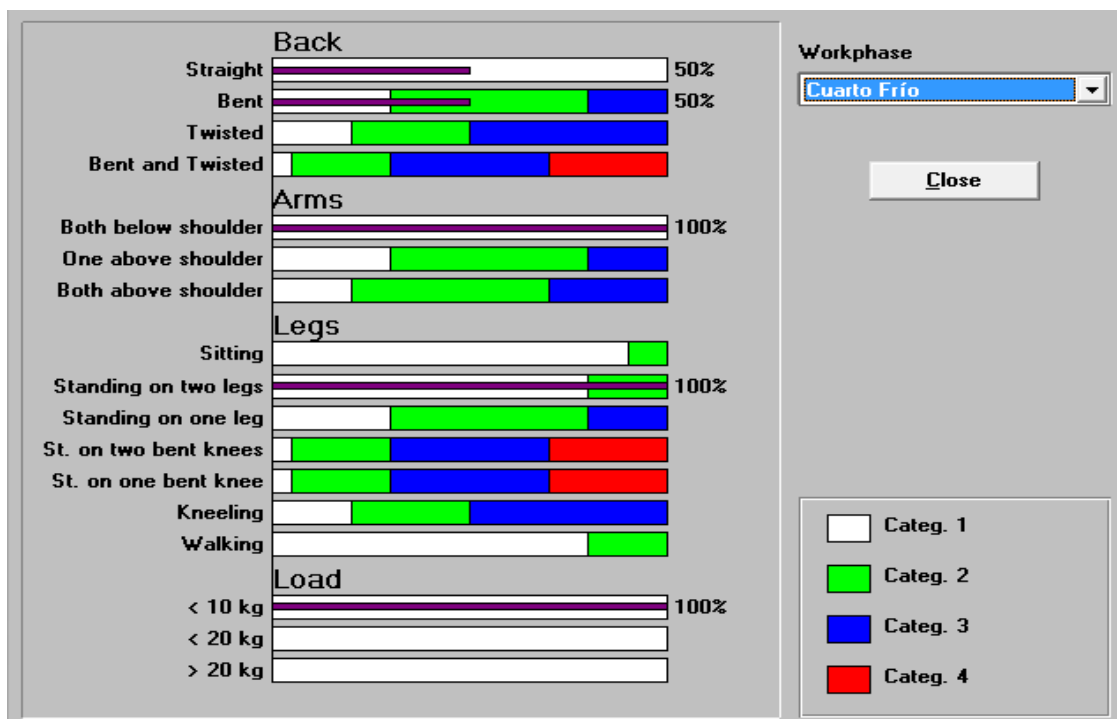 Back
Straight 50%
Bent 50%
Twisted
Bent and Twisted
Arms
Both below shoulder 100%
One above shoulder
Both above shoulder
Legs
Sitting
Standing on two legs 100%
Standing on one leg
St. on two bent knees
St. on one bent knee
Kneeling
Walking
Load
< 10 kg 100%
< 20 kg
> 20 kg
Workphase
Cuarto Frío
Close
Categ. 1
Categ. 2
Categ. 3
Categ. 4